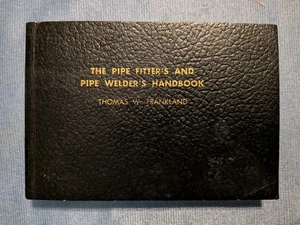 THE PIPE FITTER'S AND
PIPE WELDER'S HANDBOOK
THOMAS W. FRANKLAND